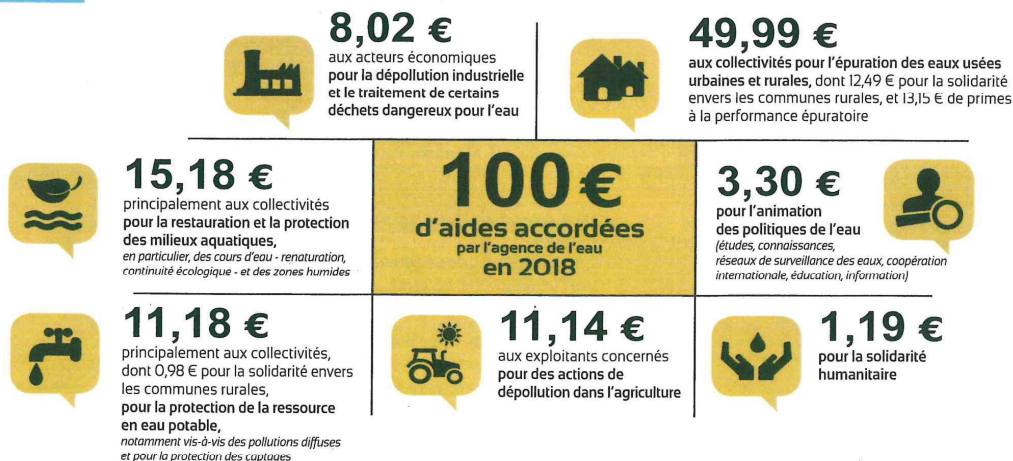 8,02 €
aux acteurs économiques
pour la dépollution industrielle
et le traitement de certains
déchets dangereux pour l'eau
49,99 €
aux collectivités pour l'épuration des eaux usées
urbaines et rurales, dont 12,49 € pour la solidarité
envers les communes rurales, et 13,15 € de primes
à la performance épuratoire
15,18 €
principalement aux collectivités
pour la restauration et la protection
des milieux aquatiques,
en particulier, des cours d'eau - renaturation,
continuité écologique - et des zones humides
100 €
d'aides accordées
par l'agence de l'eau
en 2018
3,30 €
pour l'animation
des politiques de l'eau
(études, connaissances,
réseaux de surveillance des eaux, coopération
internationale, éducation, information)
11,18 €
principalement aux collectivités,
dont 0,98 € pour la solidarité envers
les communes rurales,
pour la protection de la ressource
en eau potable,
notamment vis-à-vis des pollutions diffuses
et pour la protection des captages
11,14 €
aux exploitants concernés
pour des actions de
dépollution dans l'agriculture
1,19 €
pour la solidarité
humanitaire